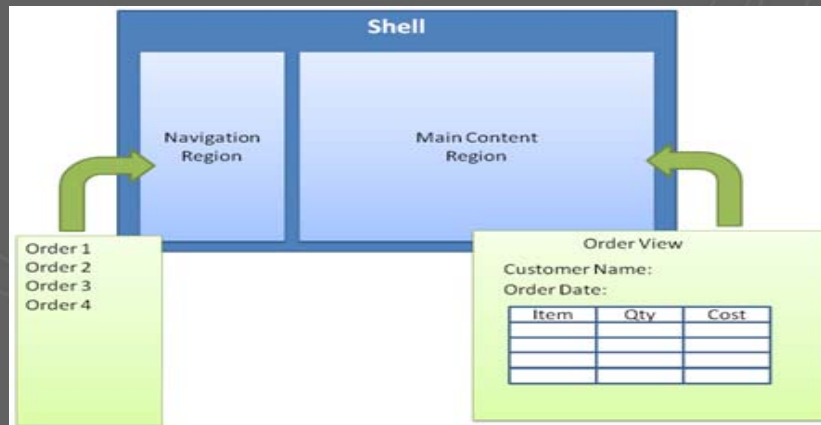 Shell
Navigation
Region
Main Content
Region
Order 1
Order 2
Order 3
Order 4
Order View
Customer Name:
Order Date:
Item Qty Cost